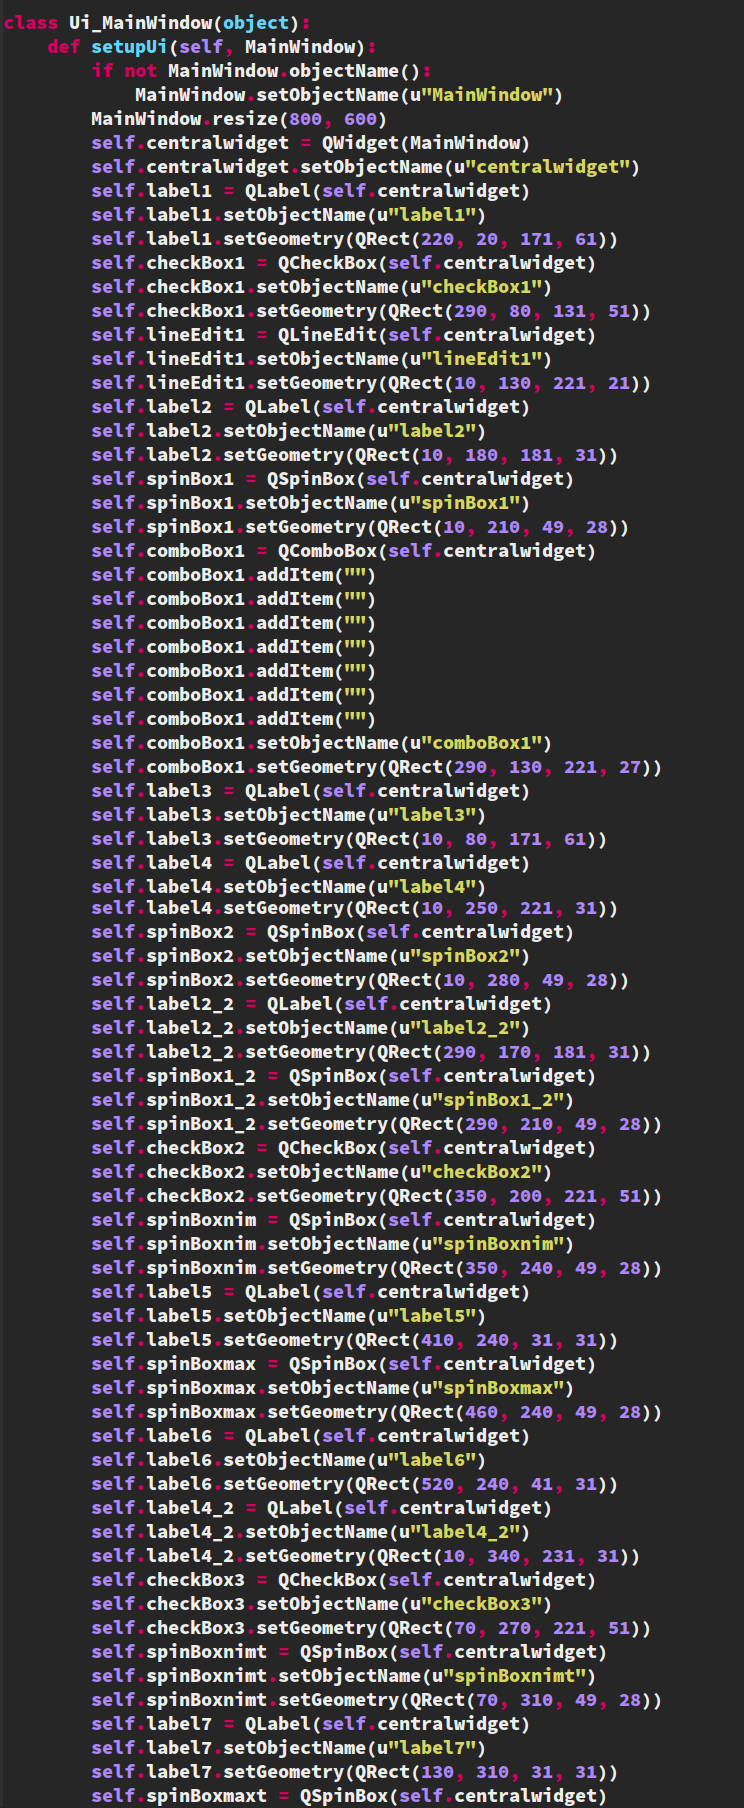 class Ui_MainWindow(object):
    def setupUi(self, MainWindow):
        if not MainWindow.objectName():
            MainWindow.setObjectName(u"MainWindow")
        MainWindow.resize(800, 600)
        self.centralwidget = QWidget(MainWindow)
        self.centralwidget.setObjectName(u"centralwidget")
        self.label1 = QLabel(self.centralwidget)
        self.label1.setObjectName(u"label1")
        self.label1.setGeometry(QRect(220, 20, 171, 61))
        self.checkBox1 = QCheckBox(self.centralwidget)
        self.checkBox1.setObjectName(u"checkBox1")
        self.checkBox1.setGeometry(QRect(290, 80, 131, 51))
        self.lineEdit1 = QLineEdit(self.centralwidget)
        self.lineEdit1.setObjectName(u"lineEdit1")
        self.lineEdit1.setGeometry(QRect(10, 130, 221, 21))
        self.label2 = QLabel(self.centralwidget)
        self.label2.setObjectName(u"label2")
        self.label2.setGeometry(QRect(10, 180, 181, 31))
        self.spinBox1 = QSpinBox(self.centralwidget)
        self.spinBox1.setObjectName(u"spinBox1")
        self.spinBox1.setGeometry(QRect(10, 210, 49, 28))
        self.comboBox1 = QComboBox(self.centralwidget)
        self.comboBox1.addItem("")
        self.comboBox1.addItem("")
        self.comboBox1.addItem("")
        self.comboBox1.addItem("")
        self.comboBox1.addItem("")
        self.comboBox1.addItem("")
        self.comboBox1.addItem("")
        self.comboBox1.setObjectName(u"comboBox1")
        self.comboBox1.setGeometry(QRect(290, 130, 221, 27))
        self.label3 = QLabel(self.centralwidget)
        self.label3.setObjectName(u"label3")
        self.label3.setGeometry(QRect(10, 80, 171, 61))
        self.label4 = QLabel(self.centralwidget)
        self.label4.setObjectName(u"label4")
        self.label4.setGeometry(QRect(10, 250, 221, 31))
        self.spinBox2 = QSpinBox(self.centralwidget)
        self.spinBox2.setObjectName(u"spinBox2")
        self.spinBox2.setGeometry(QRect(10, 280, 49, 28))
        self.label2_2 = QLabel(self.centralwidget)
        self.label2_2.setObjectName(u"label2_2")
        self.label2_2.setGeometry(QRect(290, 170, 181, 31))
        self.spinBox1_2 = QSpinBox(self.centralwidget)
        self.spinBox1_2.setObjectName(u"spinBox1_2")
        self.spinBox1_2.setGeometry(QRect(290, 210, 49, 28))
        self.checkBox2 = QCheckBox(self.centralwidget)
        self.checkBox2.setObjectName(u"checkBox2")
        self.checkBox2.setGeometry(QRect(350, 200, 221, 51))
        self.spinBoxnim = QSpinBox(self.centralwidget)
        self.spinBoxnim.setObjectName(u"spinBoxnim")
        self.spinBoxnim.setGeometry(QRect(350, 240, 49, 28))
        self.label5 = QLabel(self.centralwidget)
        self.label5.setObjectName(u"label5")
        self.label5.setGeometry(QRect(410, 240, 31, 31))
        self.spinBoxmax = QSpinBox(self.centralwidget)
        self.spinBoxmax.setObjectName(u"spinBoxmax")
        self.spinBoxmax.setGeometry(QRect(460, 240, 49, 28))
        self.label6 = QLabel(self.centralwidget)
        self.label6.setObjectName(u"label6")
        self.label6.setGeometry(QRect(520, 240, 41, 31))
        self.label4_2 = QLabel(self.centralwidget)
        self.label4_2.setObjectName(u"label4_2")
        self.label4_2.setGeometry(QRect(10, 340, 231, 31))
        self.checkBox3 = QCheckBox(self.centralwidget)
        self.checkBox3.setObjectName(u"checkBox3")
        self.checkBox3.setGeometry(QRect(70, 270, 221, 51))
        self.spinBoxnimt = QSpinBox(self.centralwidget)
        self.spinBoxnimt.setObjectName(u"spinBoxnimt")
        self.spinBoxnimt.setGeometry(QRect(70, 310, 49, 28))
        self.label7 = QLabel(self.centralwidget)
        self.label7.setObjectName(u"label7")
        self.label7.setGeometry(QRect(130, 310, 31, 31))
        self.spinBoxmaxt = QSpinBox(self.centralwidget)